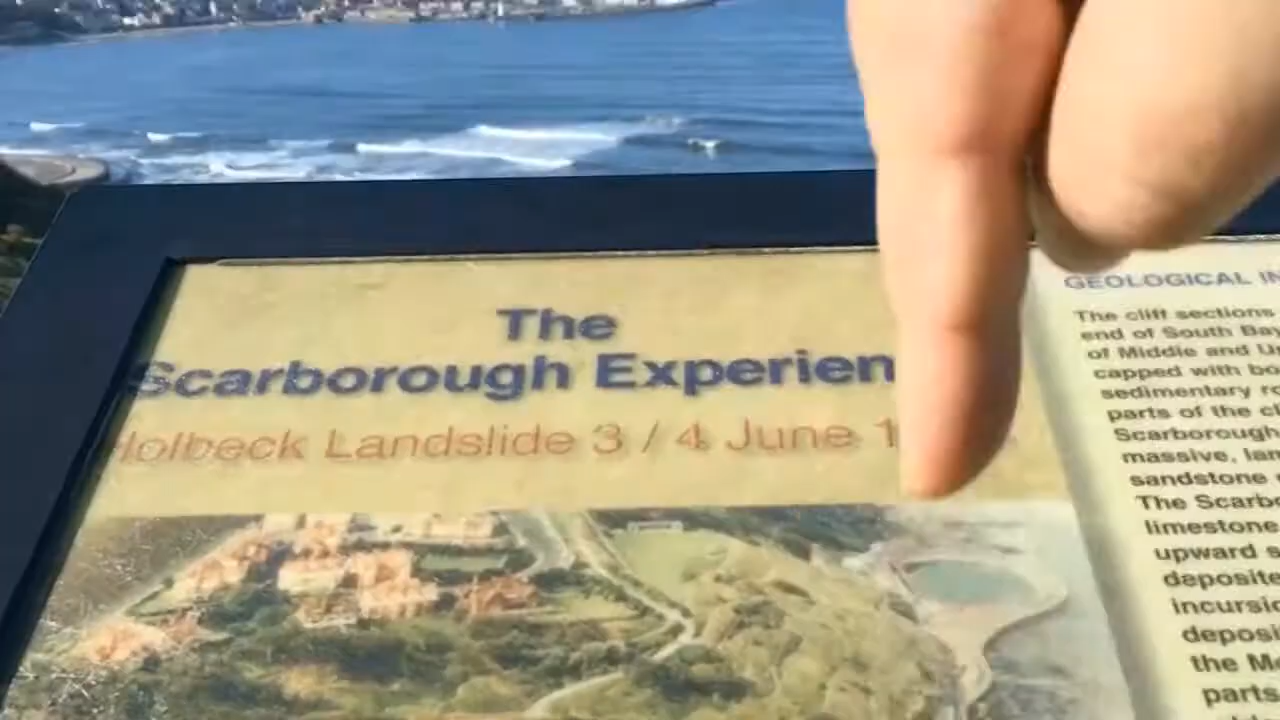 The
Scarborough Experien
Holbeck Landslide 3 / 4 June 1
GEOLOGICAL IN
The cliff sections
end of South Bay
of Middle and U
capped with bo
sedimentary ro
parts of the cl
Scarborough
massive, lam
sandstone
The Scarbo
limestone
upward s
deposite
incursio
deposi
the Mo
parts